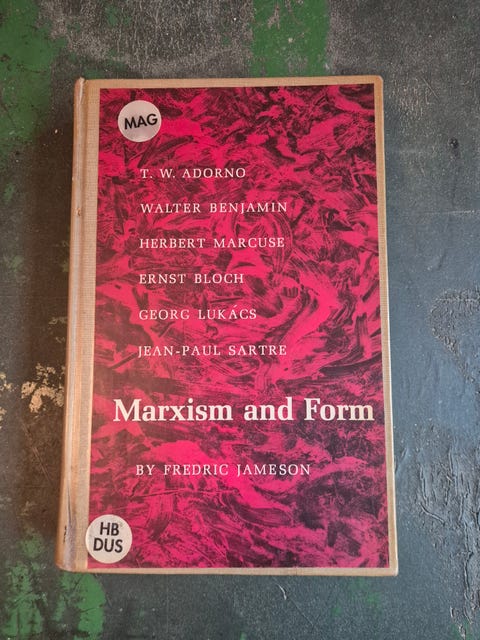 MAG
T. W. ADORNO
WALTER BENJAMIN
HERBERT MARCUSE
ERNST BLOCH
GEORG LUKÁCS
JEAN-PAUL SARTRE
Marxism and Form
BY FREDRIC JAMESON
HB
DUS